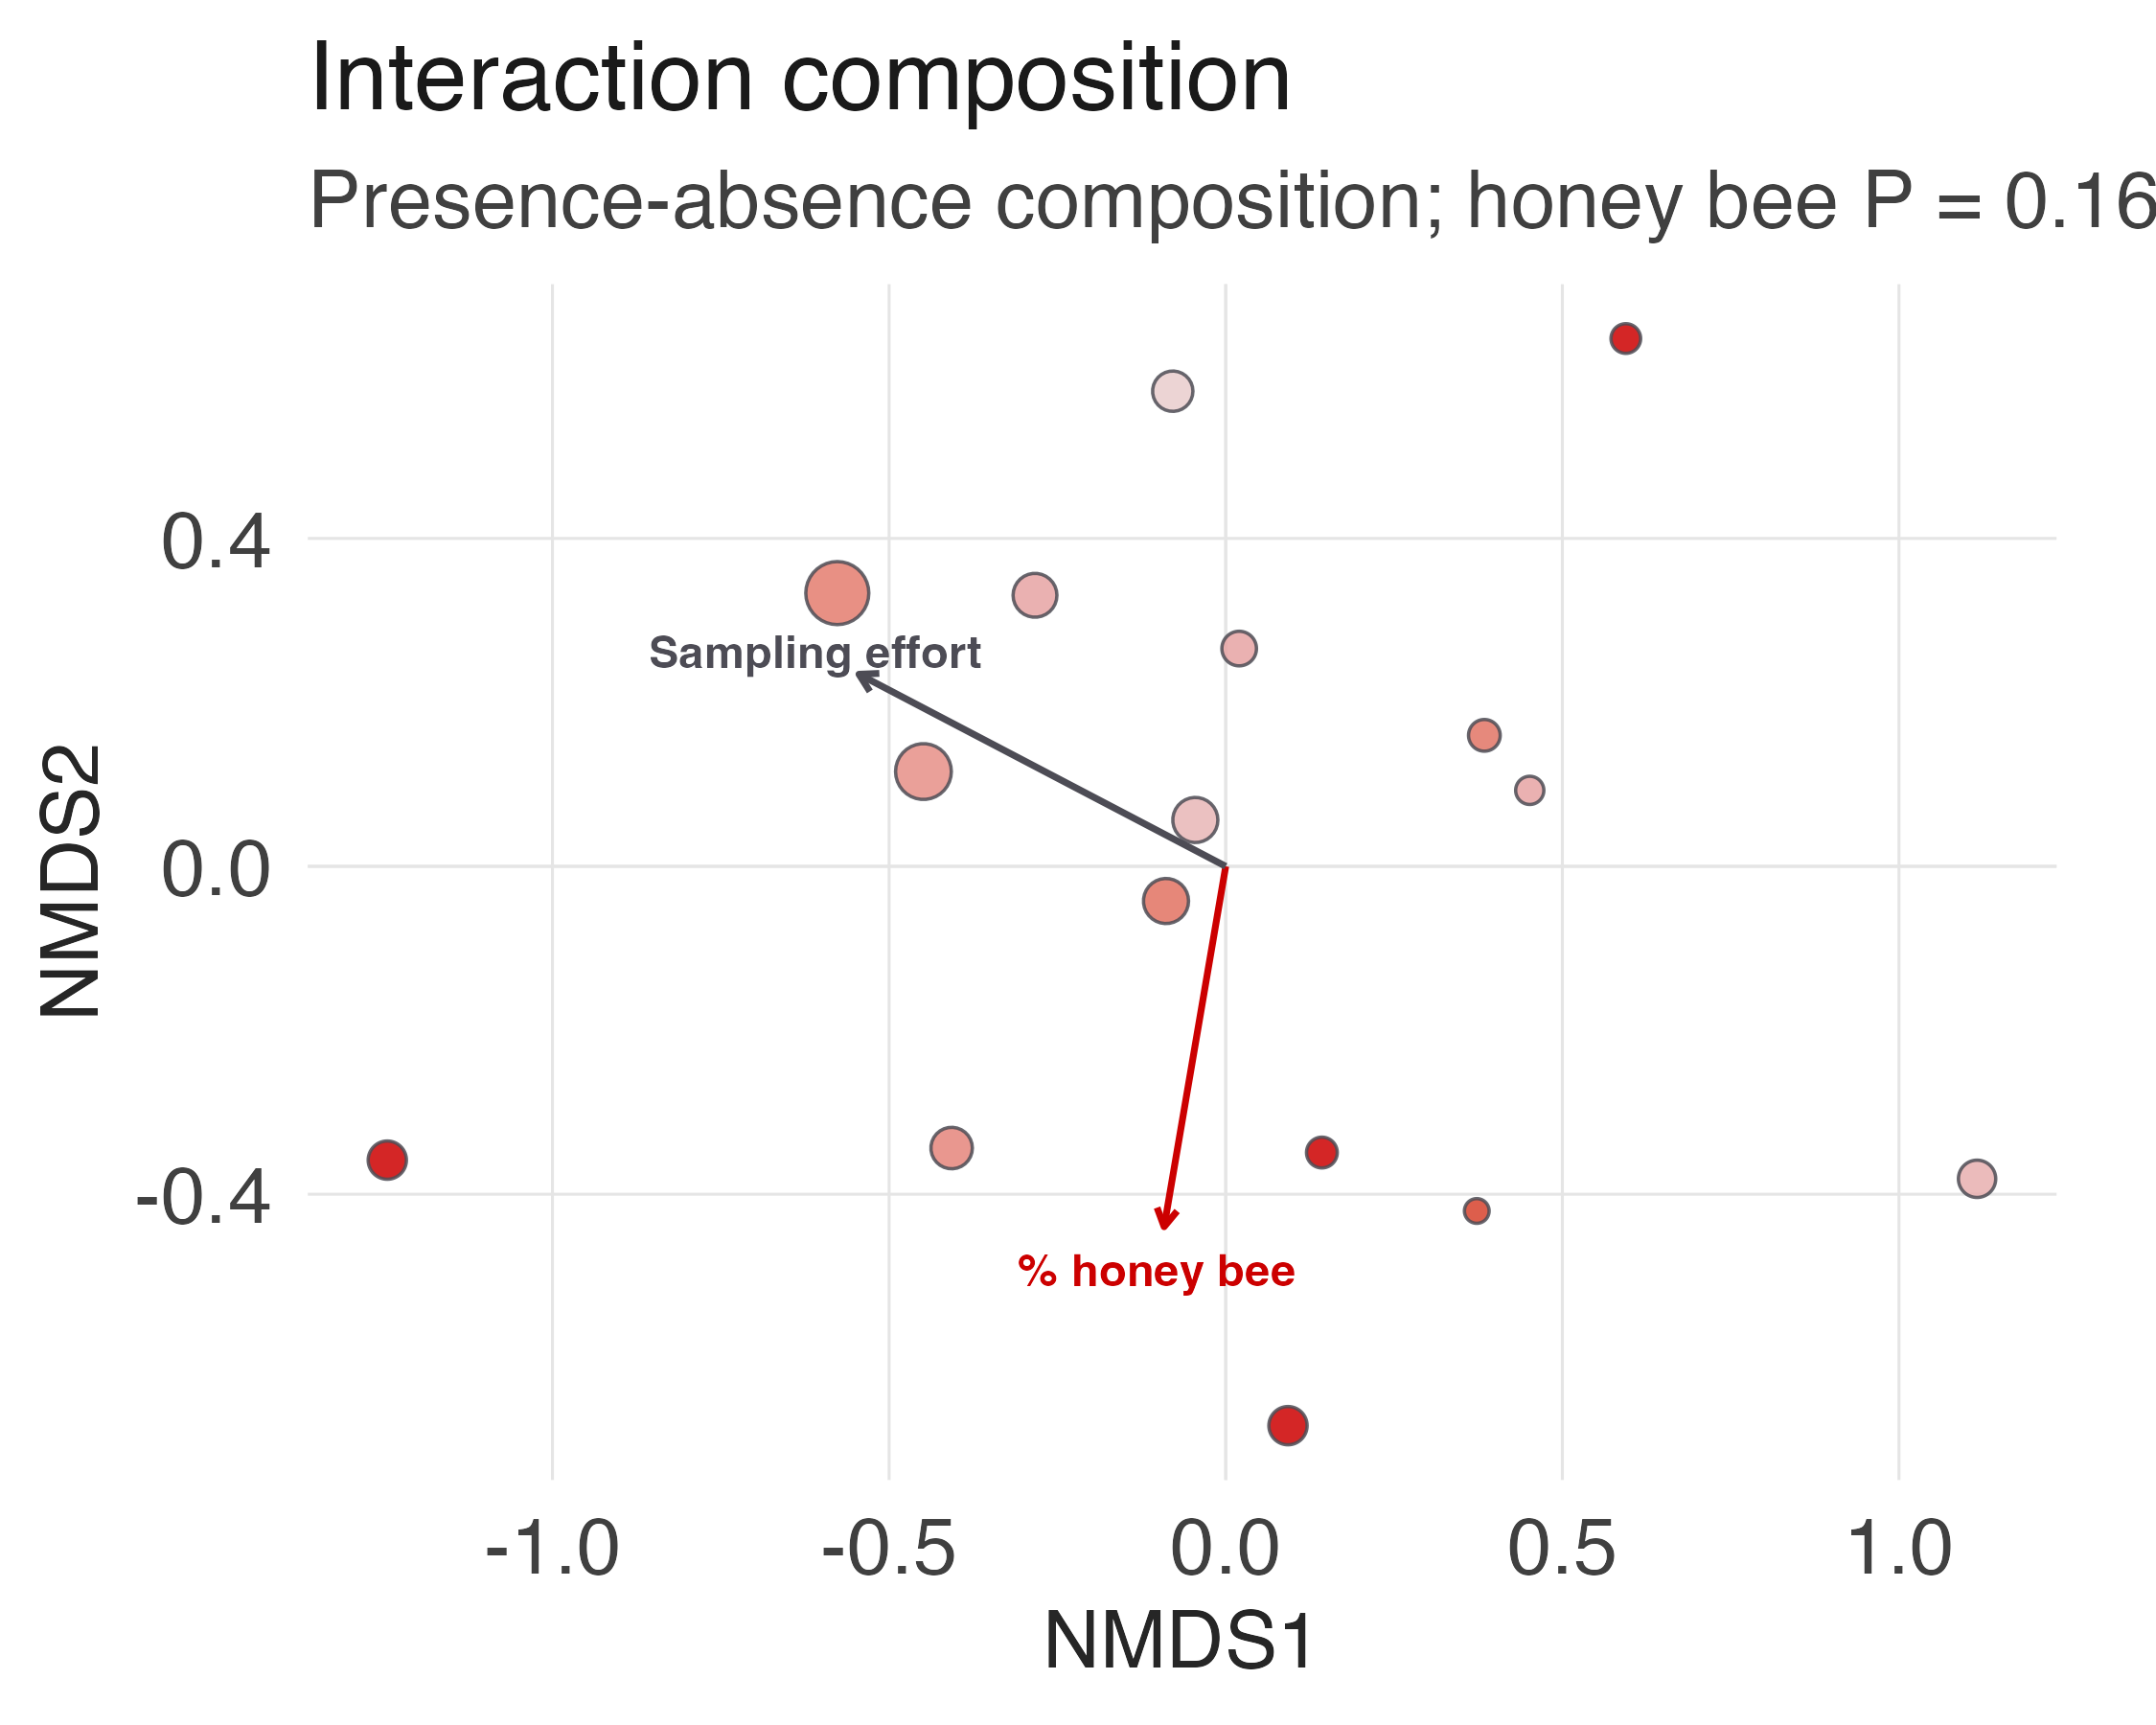 Interaction composition
Presence-absence composition; honey bee P = 0.16
0.4
Sampling effort
NMDS2
0.0
-0.4
% honey bee
-1.0 -0.5 0.0 0.5 1.0
NMDS1